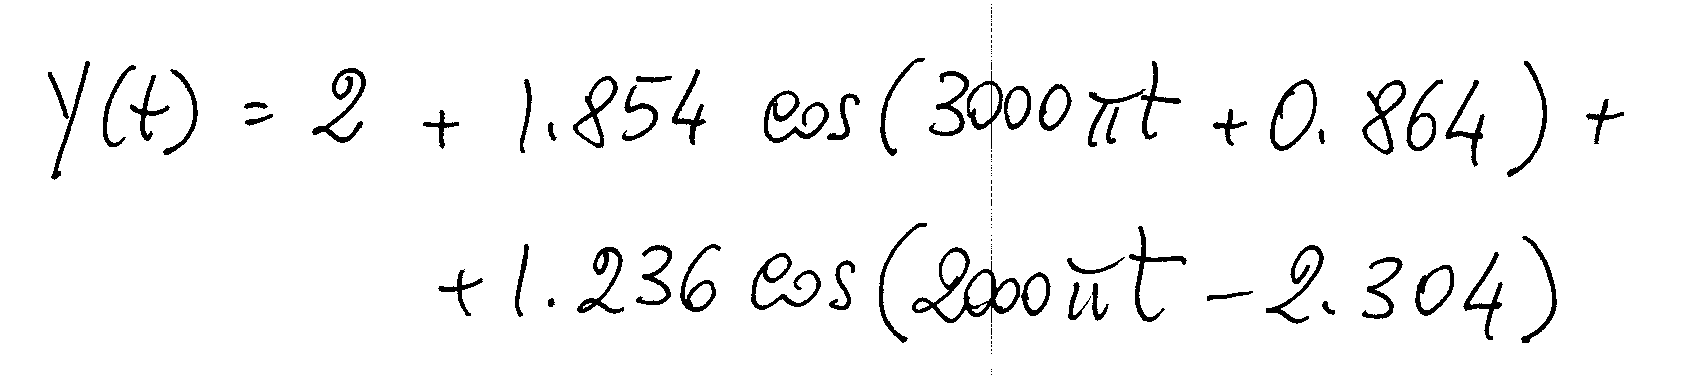 y(t) = 2 + 1.854 cos(3000πt + 0.864) +
+ 1.236 cos(2000πt - 2.304)